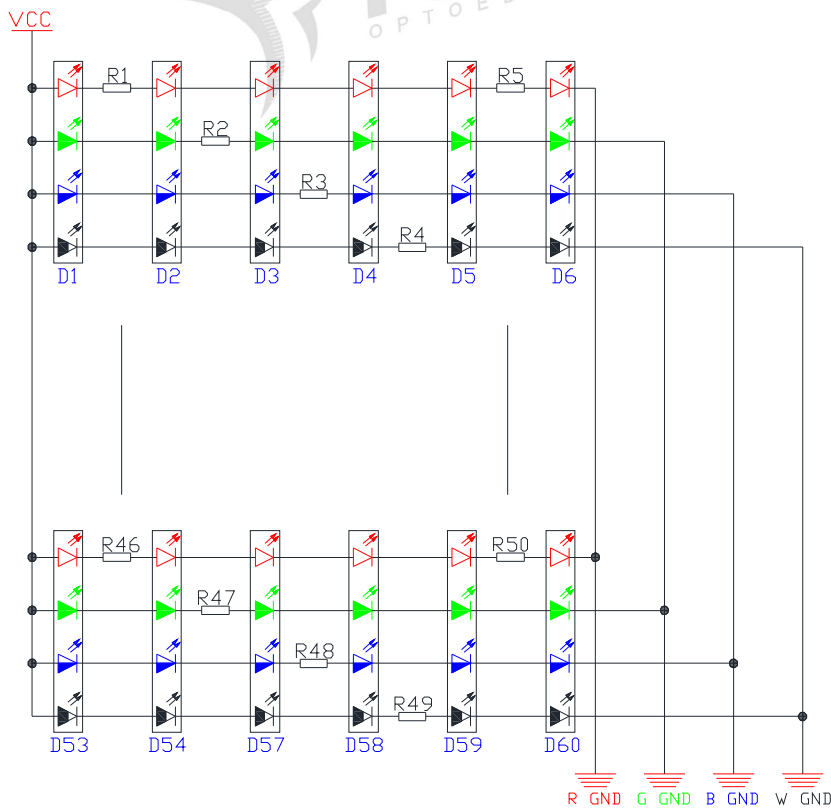 OPTOED
VCC
R1 R5
R2
R3
R4
D1 D2 D3 D4 D5 D6
R46 R50
R47
R48
R49
D53 D54 D57 D58 D59 D60
R GND G GND B GND W GND